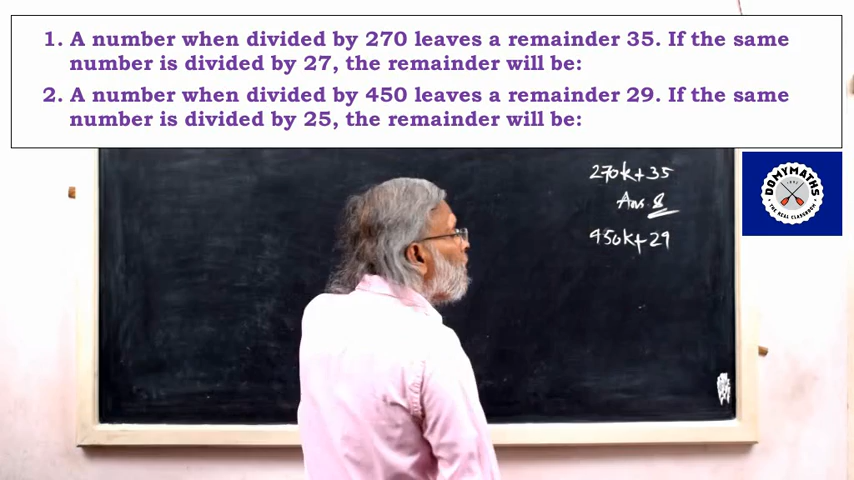 1. A number when divided by 270 leaves a remainder 35. If the same
number is divided by 27, the remainder will be:
2. A number when divided by 450 leaves a remainder 29. If the same
number is divided by 25, the remainder will be:
270k+35
Ans 8
450k+29
DOMYMATHS
THE REAL CLASSROOM